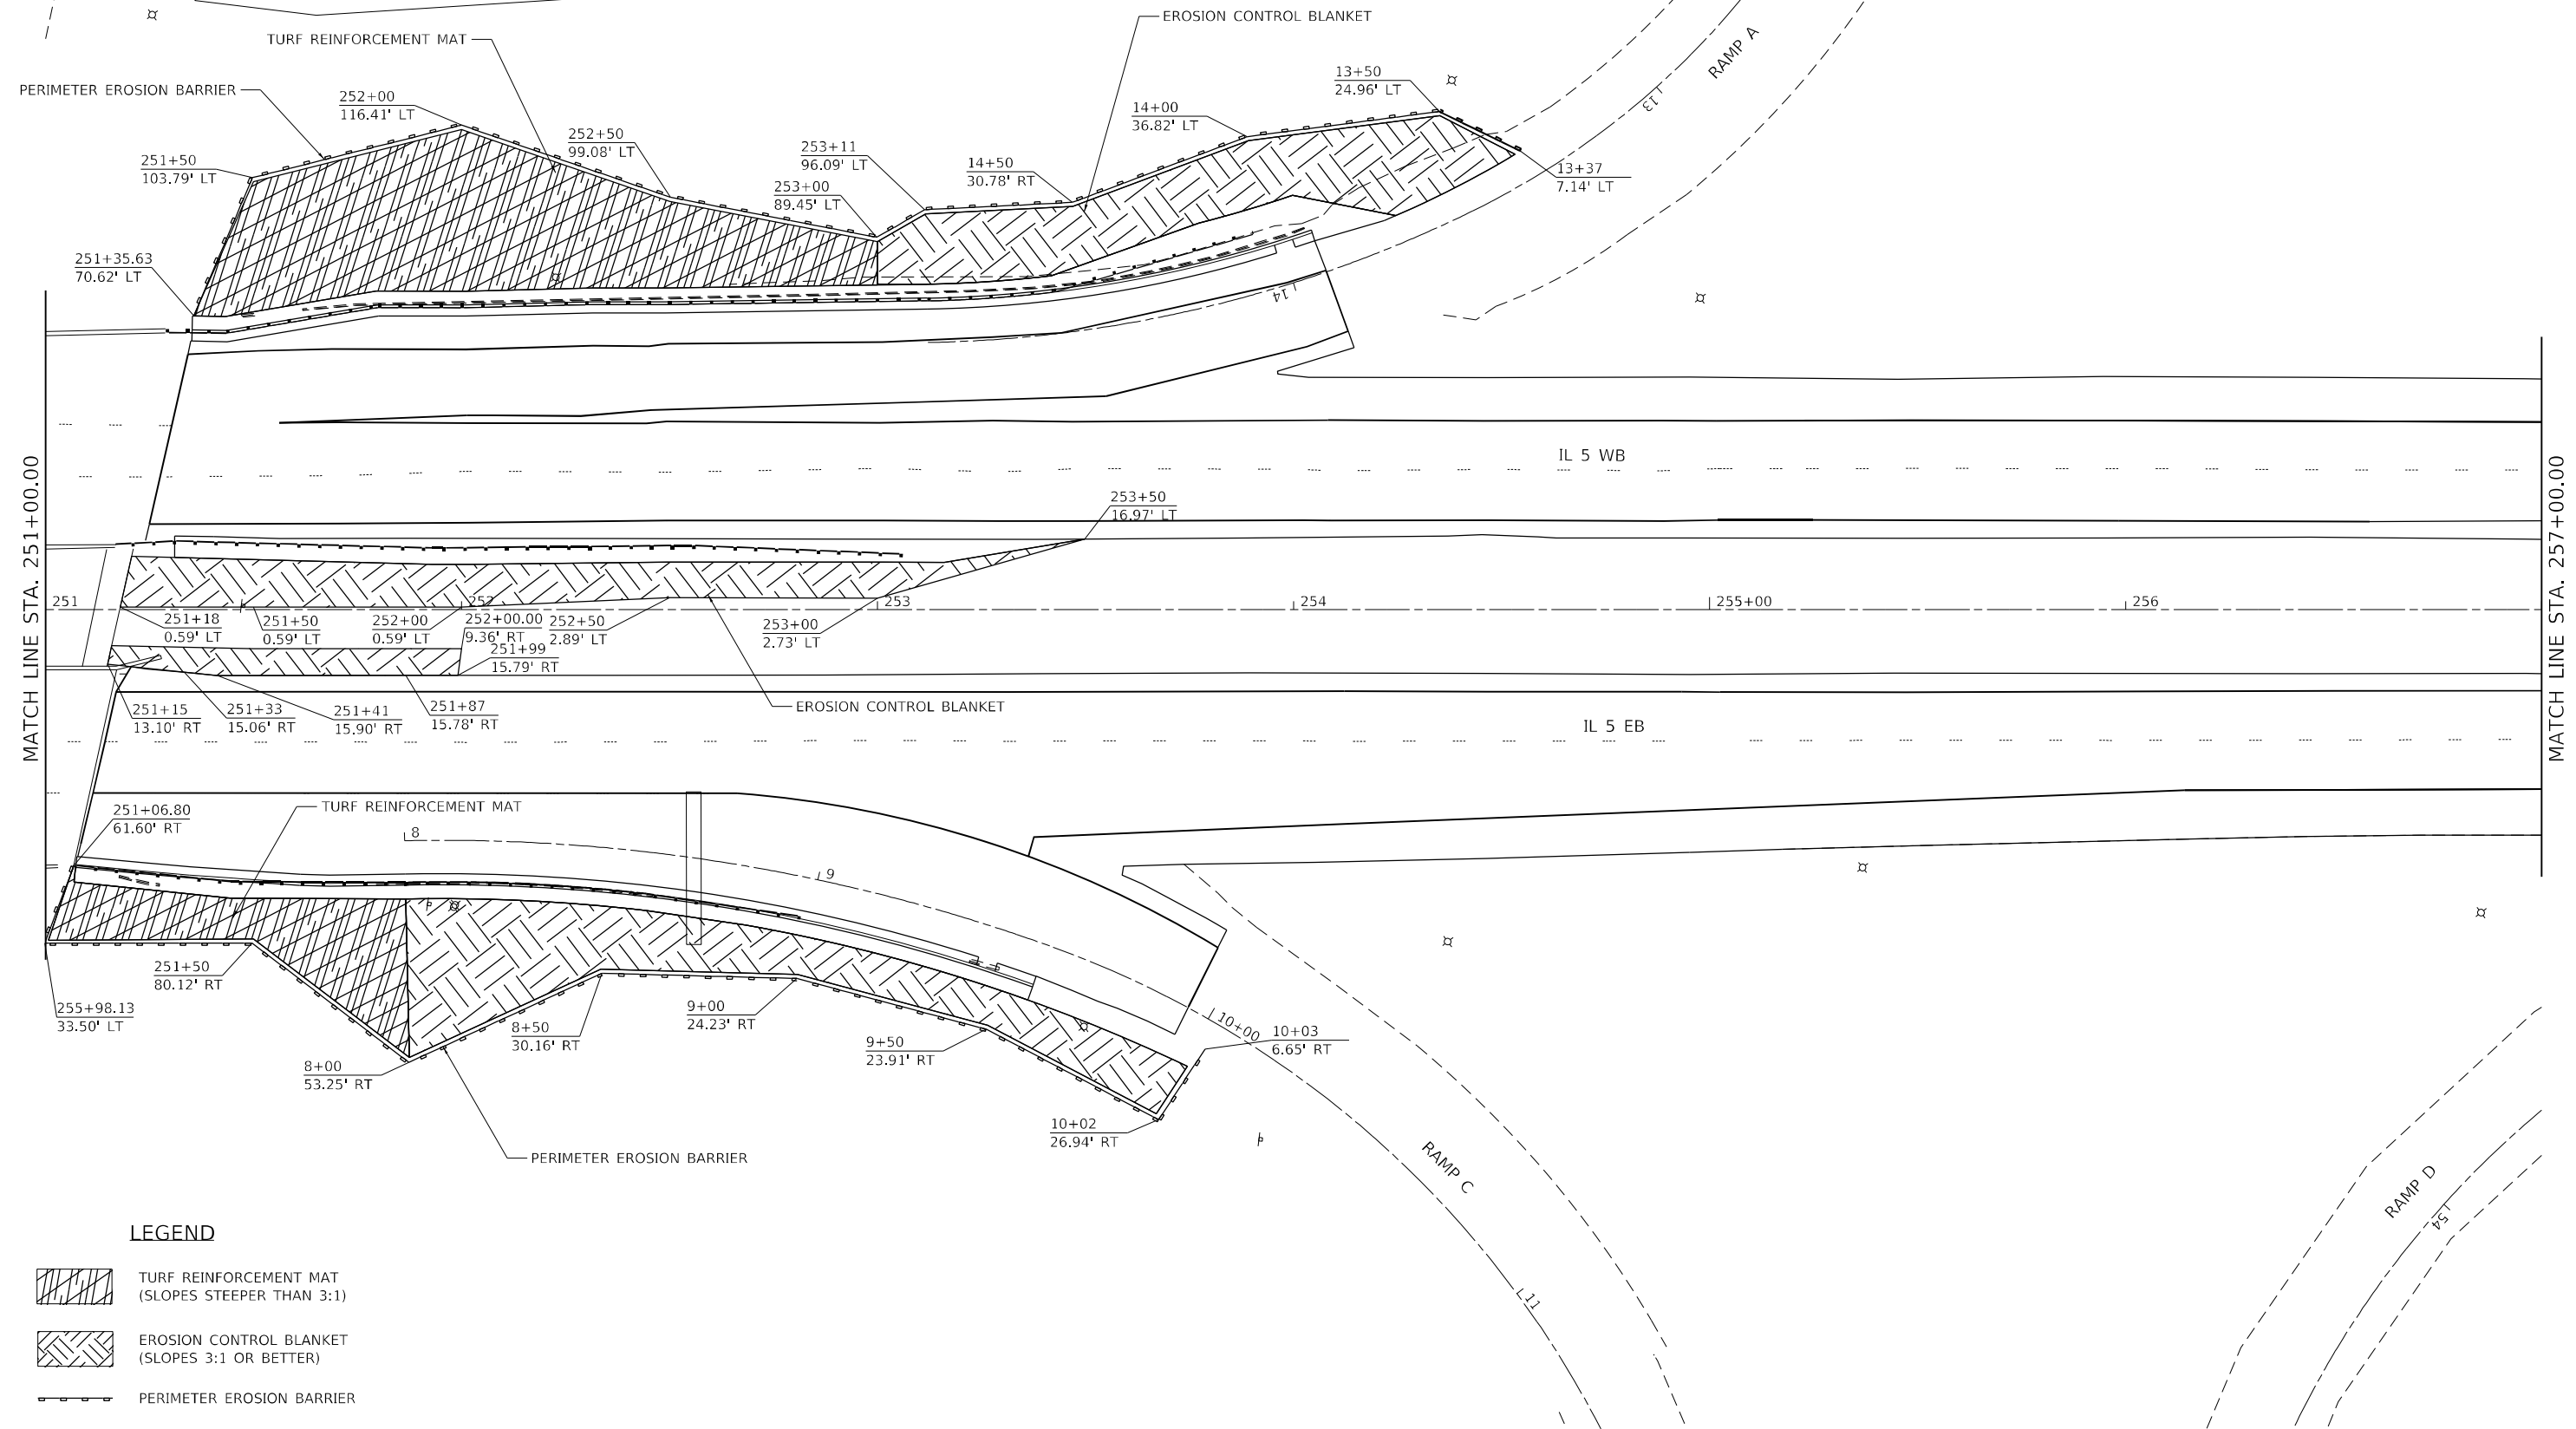 EROSION CONTROL BLANKET
TURF REINFORCEMENT MAT
RAMP A
PERIMETER EROSION BARRIER
252+00
116.41' LT
13+50
24.96' LT
13
14+00
36.82' LT
252+50
99.08' LT
253+11
96.09' LT
251+50
103.79' LT
14+50
30.78' RT
13+37
7.14' LT
253+00
89.45' LT
251+35.63
70.62' LT
14
IL 5 WB
MATCH LINE STA. 251+00.00
MATCH LINE STA. 257+00.00
253+50
16.97' LT
251
252
253
254
255+00
256
251+18
0.59' LT
251+50
0.59' LT
252+00
0.59' LT
252+00.00
9.36' RT
252+50
2.89' LT
253+00
2.73' LT
251+99
15.79' RT
251+15
13.10' RT
251+33
15.06' RT
251+41
15.90' RT
251+87
15.78' RT
EROSION CONTROL BLANKET
IL 5 EB
251+06.80
61.60' RT
TURF REINFORCEMENT MAT
8
9
251+50
80.12' RT
255+98.13
33.50' LT
9+00
24.23' RT
8+50
30.16' RT
9+50
23.91' RT
10+00
10+03
6.65' RT
8+00
53.25' RT
10+02
26.94' RT
PERIMETER EROSION BARRIER
RAMP C
RAMP D
54
11
LEGEND
TURF REINFORCEMENT MAT
(SLOPES STEEPER THAN 3:1)
EROSION CONTROL BLANKET
(SLOPES 3:1 OR BETTER)
PERIMETER EROSION BARRIER